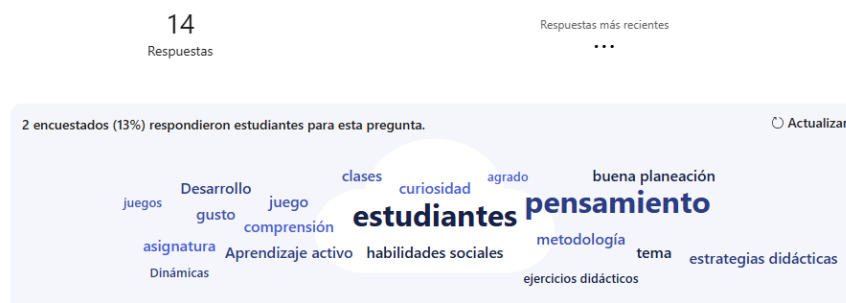 14
Respuestas
Respuestas más recientes
...
2 encuestados (13%) respondieron estudiantes para esta pregunta.
Actualizar
clases
agrado
buena planeación
juegos
Desarrollo
curiosidad
gusto
juego
estudiantes
pensamiento
comprensión
asignatura
Aprendizaje activo
habilidades sociales
metodología
tema
estrategias didácticas
Dinámicas
ejercicios didácticos